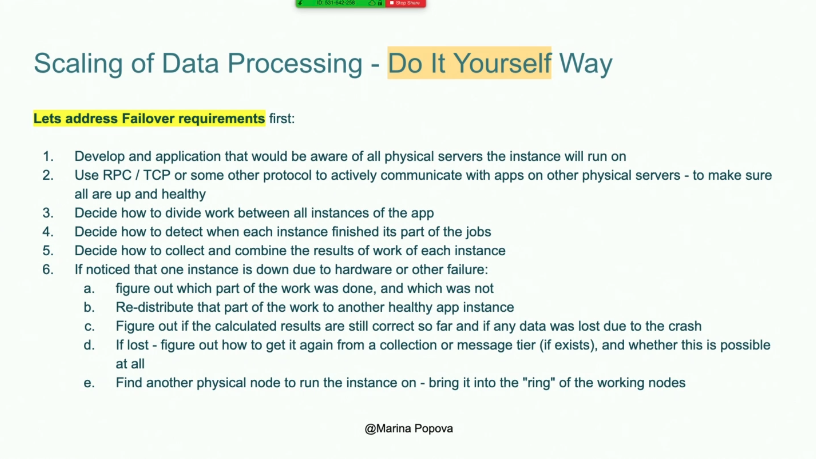 ID: 501-642-258 Stop Share
Scaling of Data Processing - Do It Yourself Way
Lets address Failover requirements first:
1. Develop and application that would be aware of all physical servers the instance will run on
2. Use RPC / TCP or some other protocol to actively communicate with apps on other physical servers - to make sure
all are up and healthy
3. Decide how to divide work between all instances of the app
4. Decide how to detect when each instance finished its part of the jobs
5. Decide how to collect and combine the results of work of each instance
6. If noticed that one instance is down due to hardware or other failure:
a. figure out which part of the work was done, and which was not
b. Re-distribute that part of the work to another healthy app instance
c. Figure out if the calculated results are still correct so far and if any data was lost due to the crash
d. If lost - figure out how to get it again from a collection or message tier (if exists), and whether this is possible
at all
e. Find another physical node to run the instance on - bring it into the "ring" of the working nodes
@Marina Popova